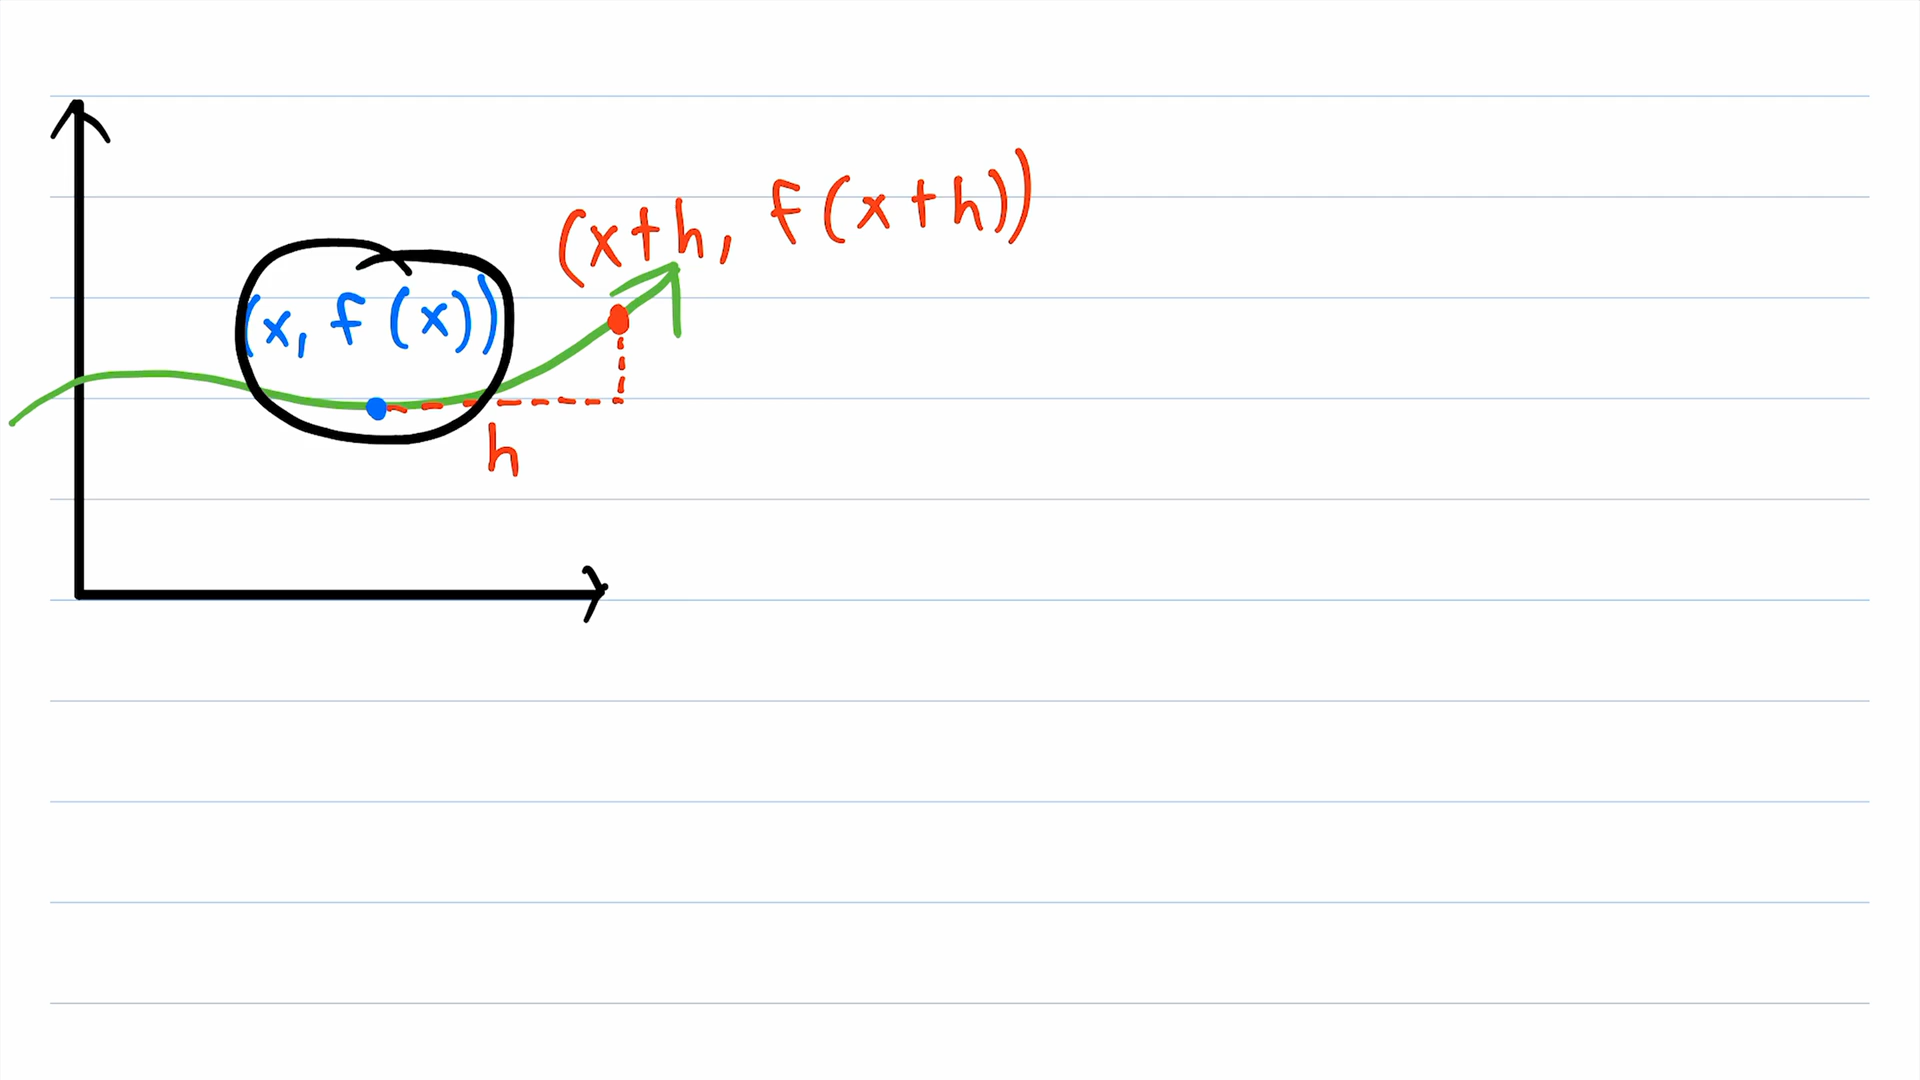 (x+h, f(x+h))
(x, f(x))
h